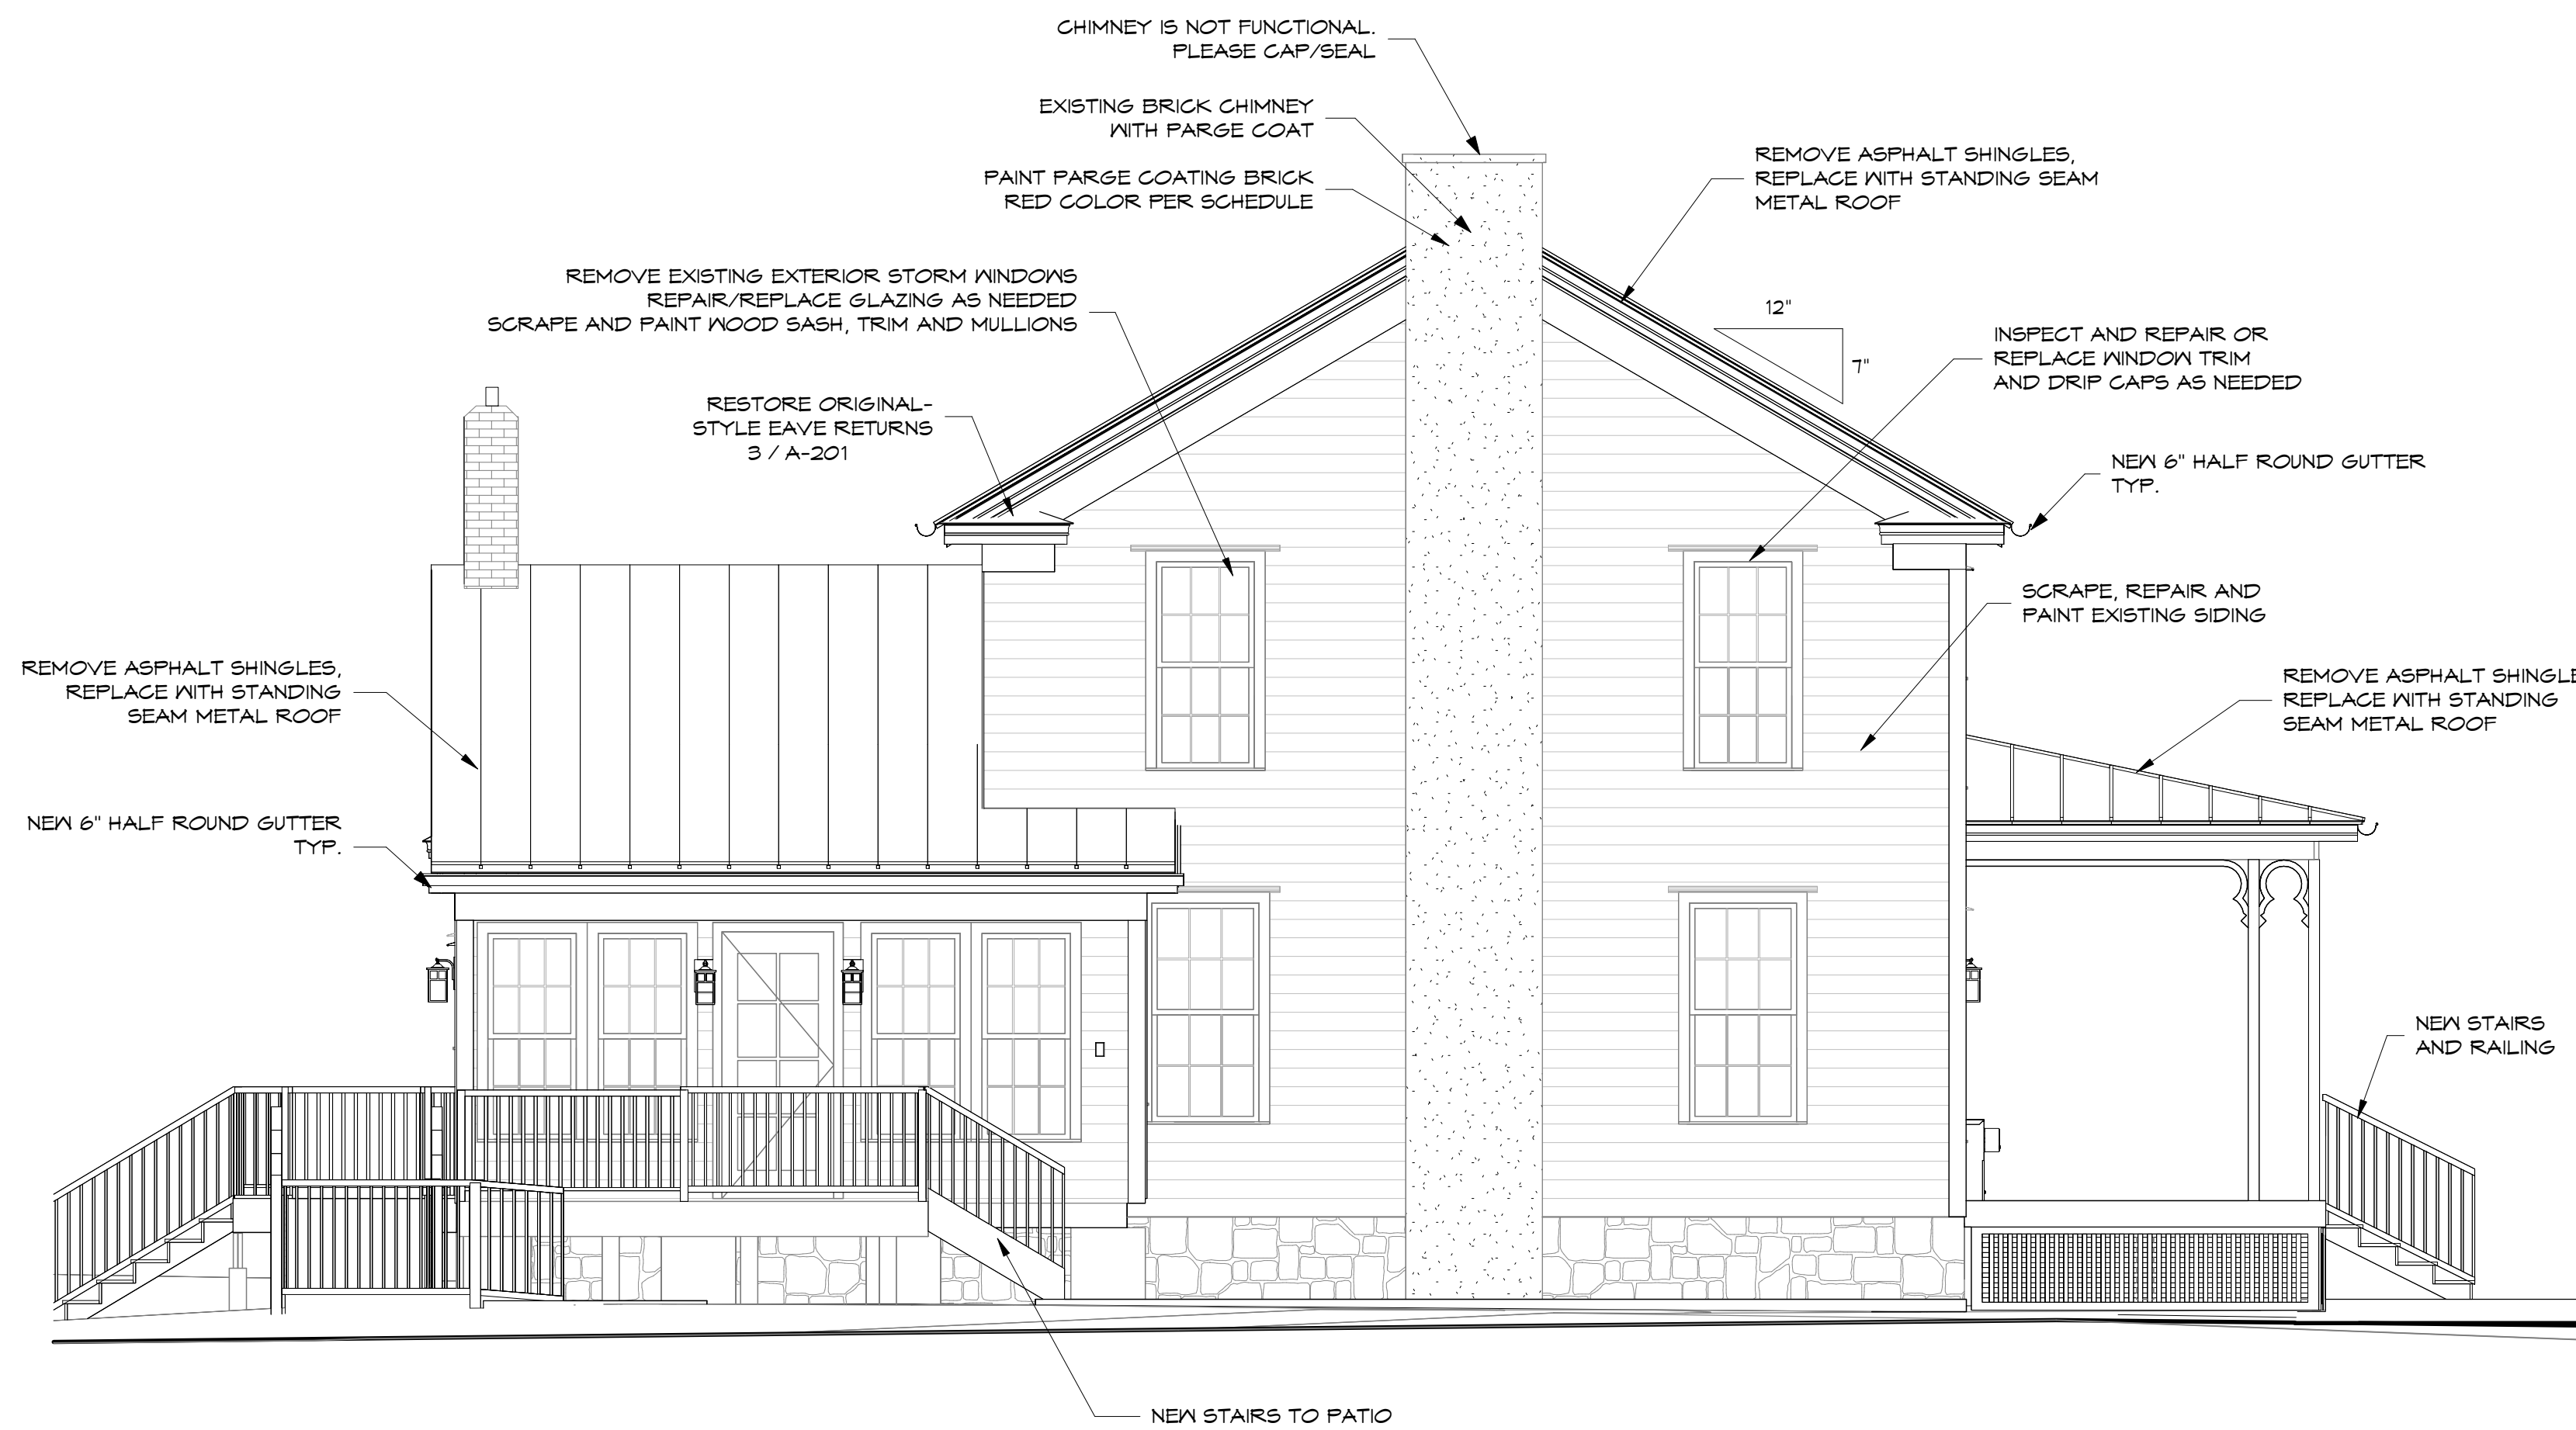 CHIMNEY IS NOT FUNCTIONAL.
PLEASE CAP/SEAL
EXISTING BRICK CHIMNEY
WITH PARGE COAT
PAINT PARGE COATING BRICK
RED COLOR PER SCHEDULE
REMOVE ASPHALT SHINGLES,
REPLACE WITH STANDING SEAM
METAL ROOF
REMOVE EXISTING EXTERIOR STORM WINDOWS
REPAIR/REPLACE GLAZING AS NEEDED
SCRAPE AND PAINT WOOD SASH, TRIM AND MULLIONS
12"
7"
INSPECT AND REPAIR OR
REPLACE WINDOW TRIM
AND DRIP CAPS AS NEEDED
RESTORE ORIGINAL-
STYLE EAVE RETURNS
3 / A-201
NEW 6" HALF ROUND GUTTER
TYP.
SCRAPE, REPAIR AND
PAINT EXISTING SIDING
REMOVE ASPHALT SHINGLES,
REPLACE WITH STANDING
SEAM METAL ROOF
REMOVE ASPHALT SHINGLE
REPLACE WITH STANDING
SEAM METAL ROOF
NEW 6" HALF ROUND GUTTER
TYP.
NEW STAIRS
AND RAILING
NEW STAIRS TO PATIO